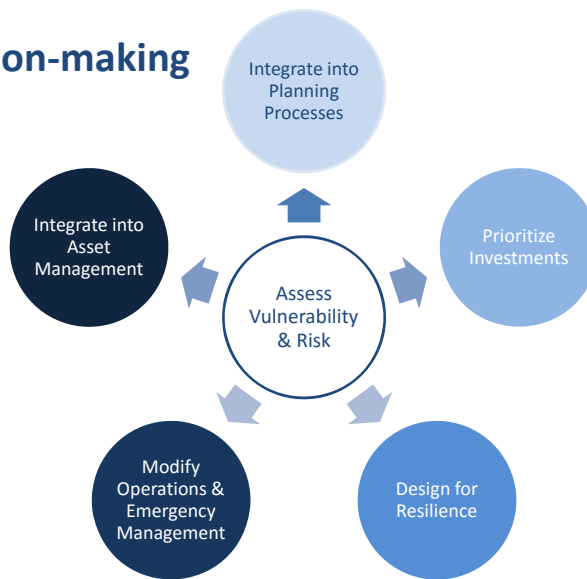 on-making
Integrate into
Planning
Processes
Integrate into
Asset
Management
Prioritize
Investments
Assess
Vulnerability
& Risk
Modify
Operations &
Emergency
Management
Design for
Resilience